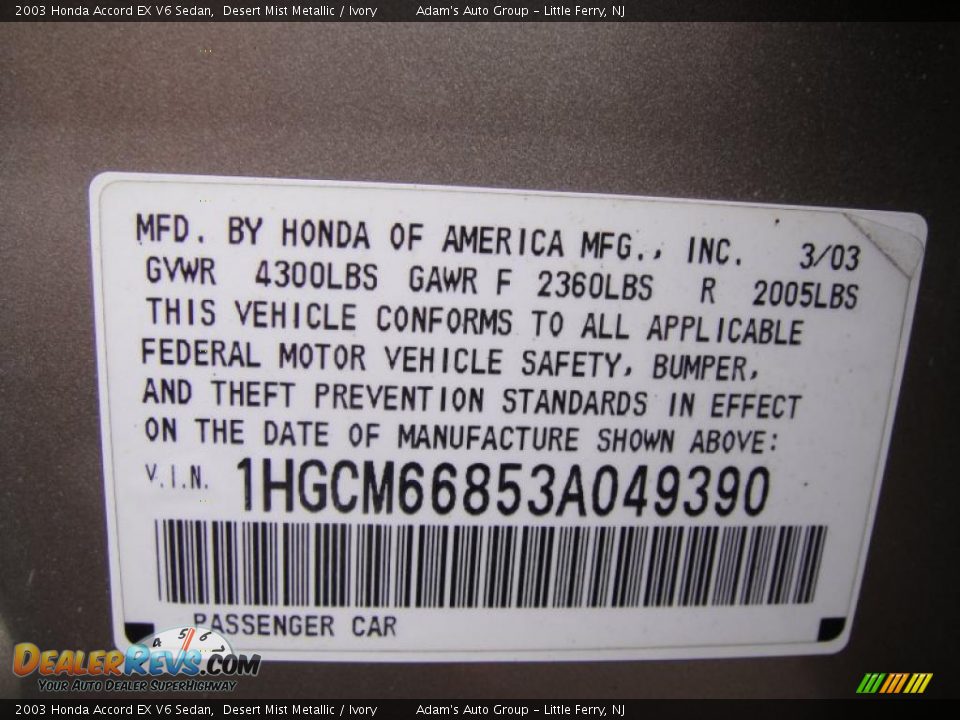 2003 Honda Accord EX V6 Sedan, Desert Mist Metallic / Ivory Adam's Auto Group - Little Ferry, NJ
MFD. BY HONDA OF AMERICA MFG., INC. 3/03
GVWR 4300LBS GAWR F 2360LBS R 2005LBS
THIS VEHICLE CONFORMS TO ALL APPLICABLE
FEDERAL MOTOR VEHICLE SAFETY, BUMPER,
AND THEFT PREVENTION STANDARDS IN EFFECT
ON THE DATE OF MANUFACTURE SHOWN ABOVE:
V.I.N. 1HGCM66853A049390
PASSENGER CAR
4 5 6 7
DEALERREVS.COM
YOUR AUTO DEALER SUPERHIGHWAY
2003 Honda Accord EX V6 Sedan, Desert Mist Metallic / Ivory Adam's Auto Group - Little Ferry, NJ